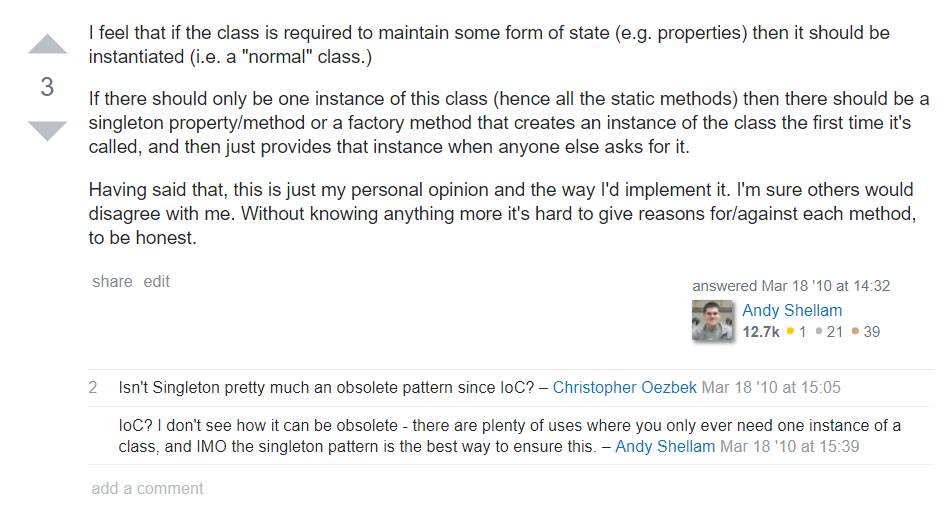 I feel that if the class is required to maintain some form of state (e.g. properties) then it should be
instantiated (i.e. a "normal" class.)
3
If there should only be one instance of this class (hence all the static methods) then there should be a
singleton property/method or a factory method that creates an instance of the class the first time it's
called, and then just provides that instance when anyone else asks for it.
Having said that, this is just my personal opinion and the way I'd implement it. I'm sure others would
disagree with me. Without knowing anything more it's hard to give reasons for/against each method,
to be honest.
share edit
answered Mar 18 '10 at 14:32
Andy Shellam
12.7k 1 21 39
2 Isn't Singleton pretty much an obsolete pattern since IoC? – Christopher Oezbek Mar 18 '10 at 15:05
IoC? I don't see how it can be obsolete - there are plenty of uses where you only ever need one instance of a
class, and IMO the singleton pattern is the best way to ensure this. – Andy Shellam Mar 18 '10 at 15:39
add a comment